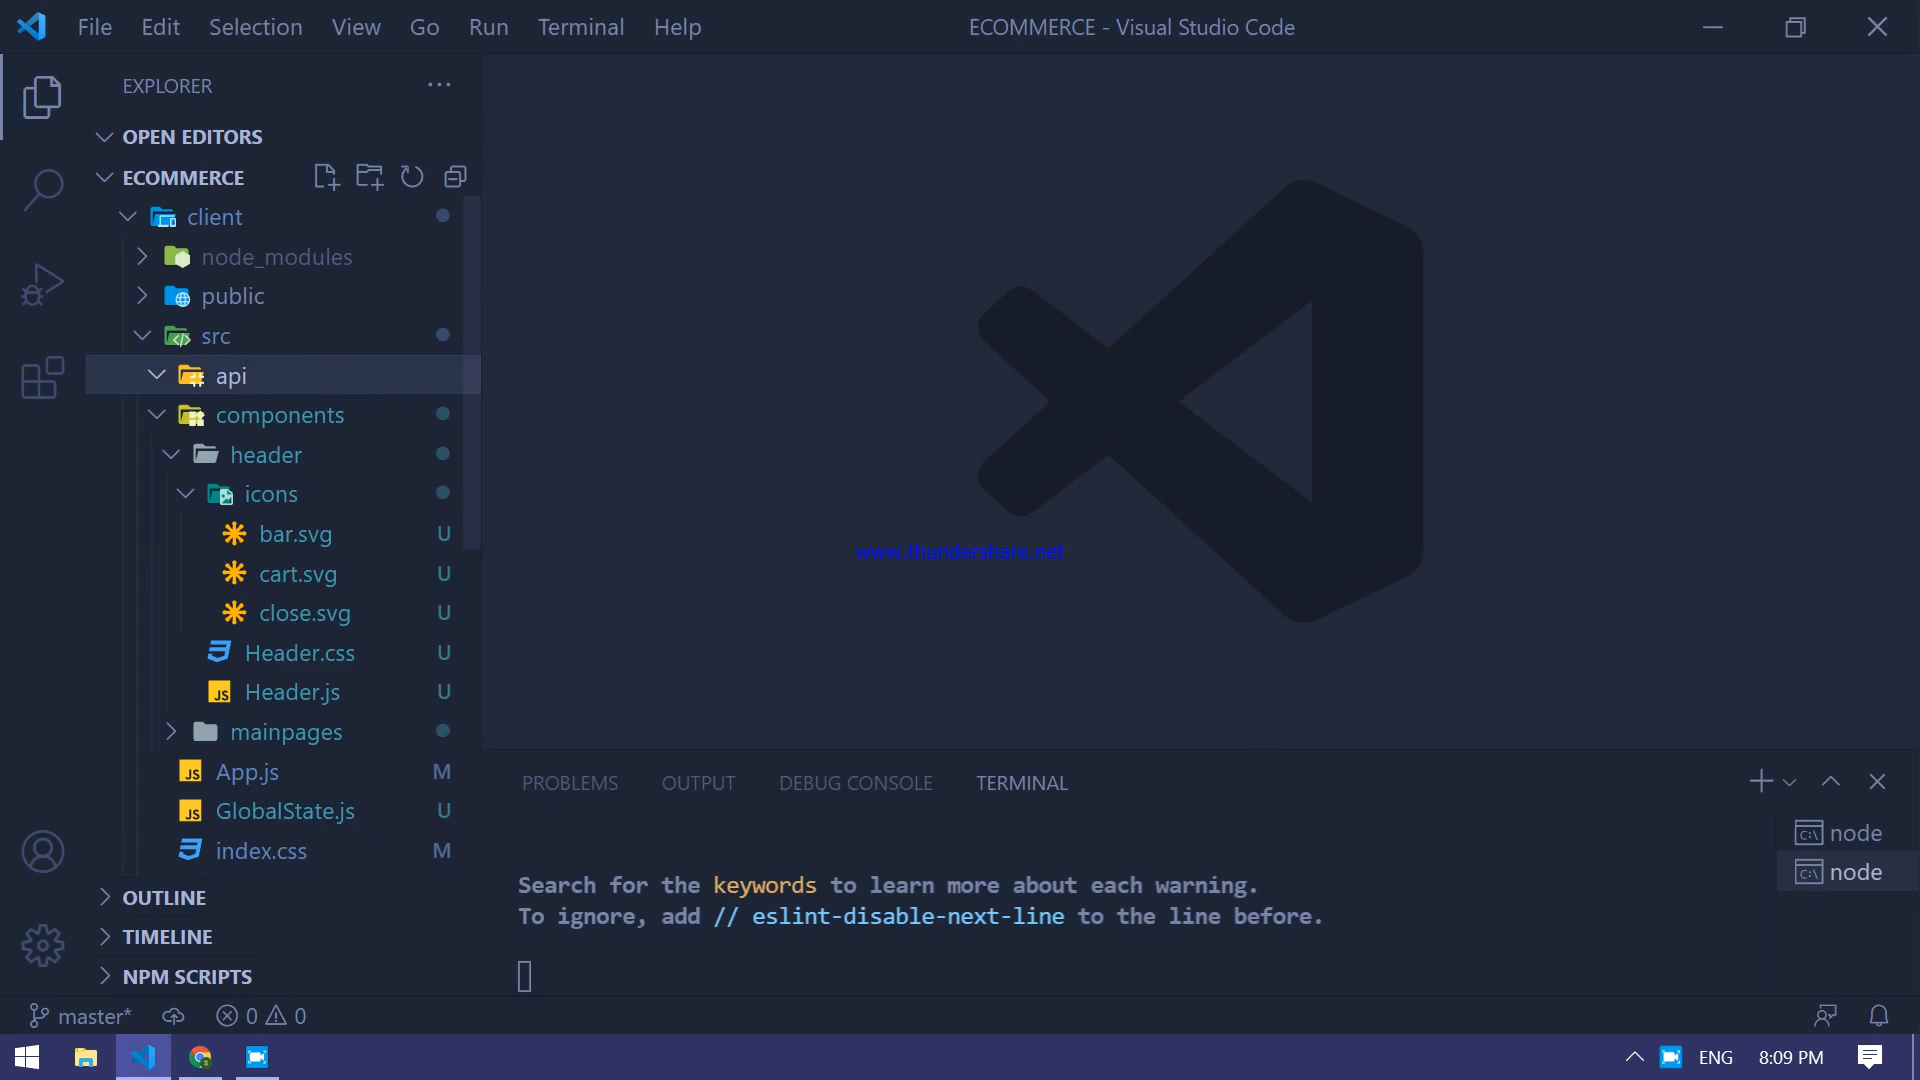 File Edit Selection View Go Run Terminal Help
ECOMMERCE - Visual Studio Code
EXPLORER
OPEN EDITORS
ECOMMERCE
client
node_modules
public
src
api
components
header
icons
bar.svg U
cart.svg U
close.svg U
Header.css U
Header.js U
mainpages
App.js M
GlobalState.js U
index.css M
OUTLINE
TIMELINE
NPM SCRIPTS
www.thundershare.net
PROBLEMS OUTPUT DEBUG CONSOLE TERMINAL
node
node
Search for the keywords to learn more about each warning.
To ignore, add // eslint-disable-next-line to the line before.
master* 0 0
ENG 8:09 PM